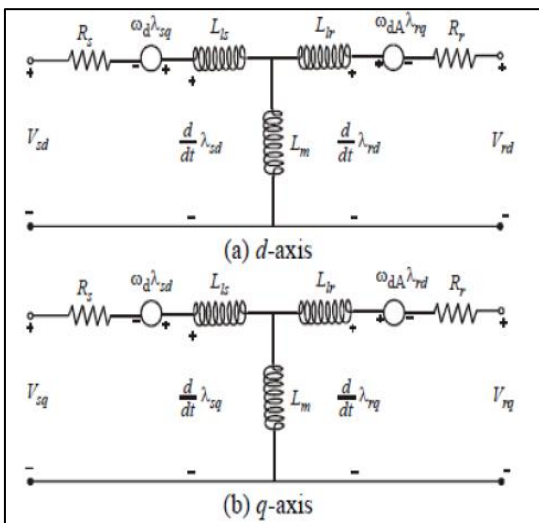 R_s ω_d λ_sq L_ls L_lr ω_dA λ_rq R_r
+ - + + + - +
V_sd d/dt λ_sd L_m d/dt λ_rd V_rd
- - - -
(a) d-axis
R_s ω_d λ_sd L_ls L_lr ω_dA λ_rd R_r
+ - + + + - +
V_sq d/dt λ_sq L_m d/dt λ_rq V_rq
- - - -
(b) q-axis